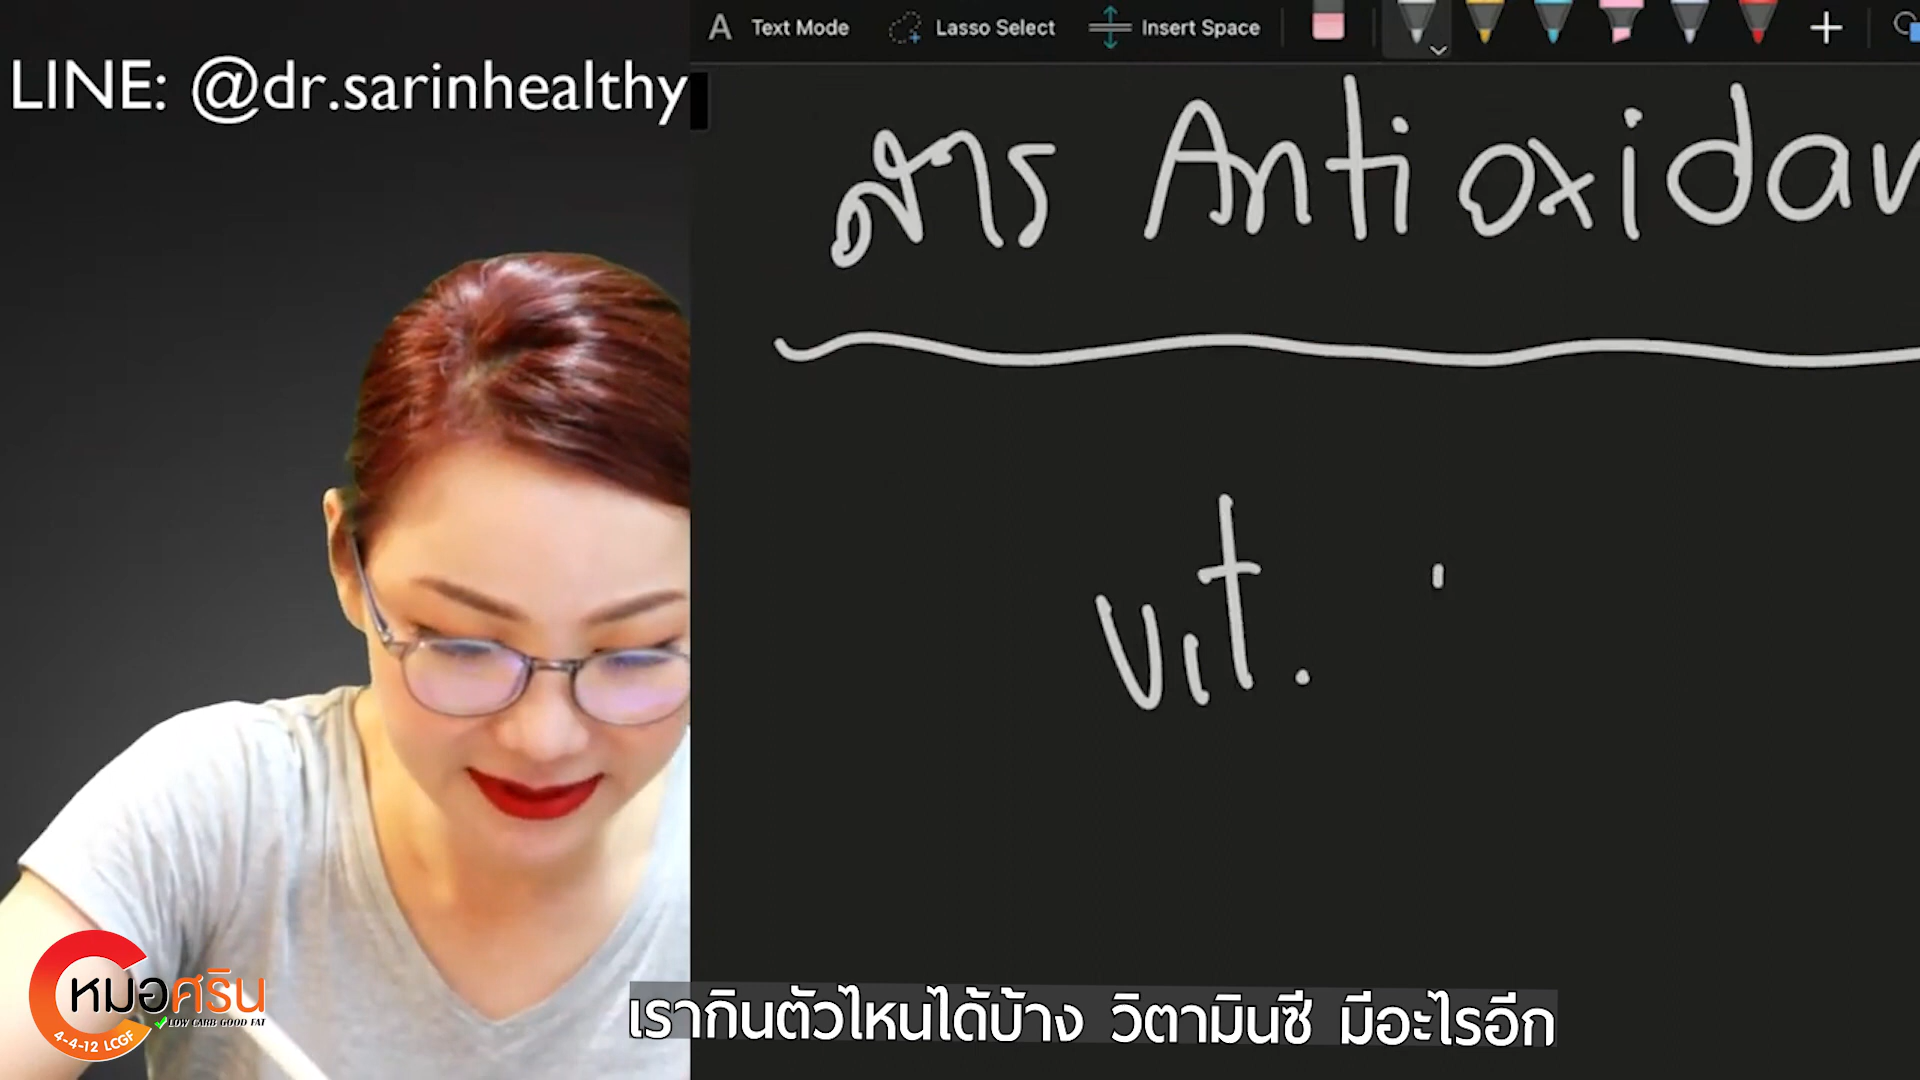 A Text Mode Lasso Select Insert Space
LINE: @dr.sarinhealthy
สาร Antioxidan
vit.
หมอศริน
LOW CARB GOOD FAT
4-4-12 LCGF
เรากินตัวไหนได้บ้าง วิตามินซี มีอะไรอีก